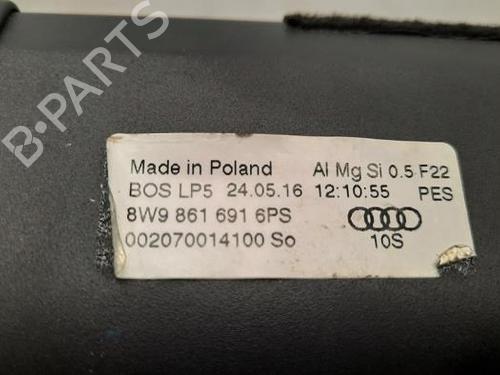 Made in Poland Al Mg Si 0.5 F22
BOS LP5 24.05.16 12:10:55 PES
8W9 861 691 6PS
002070014100 So 10S
B-PARTS